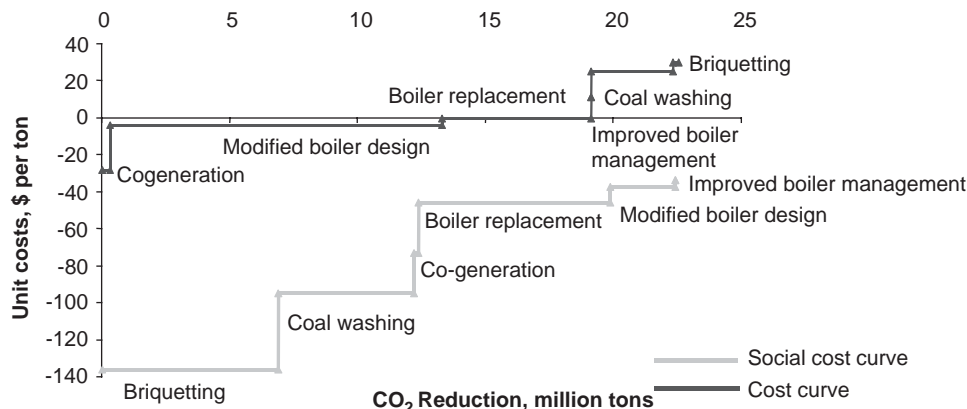 0 5 10 15 20 25
40
20
0
-20
-40
-60
-80
-100
-120
-140
Unit costs, $ per ton
Briquetting
Boiler replacement
Coal washing
Modified boiler design
Improved boiler
management
Cogeneration
Improved boiler management
Boiler replacement
Modified boiler design
Co-generation
Coal washing
Briquetting
Social cost curve
Cost curve
CO₂ Reduction, million tons